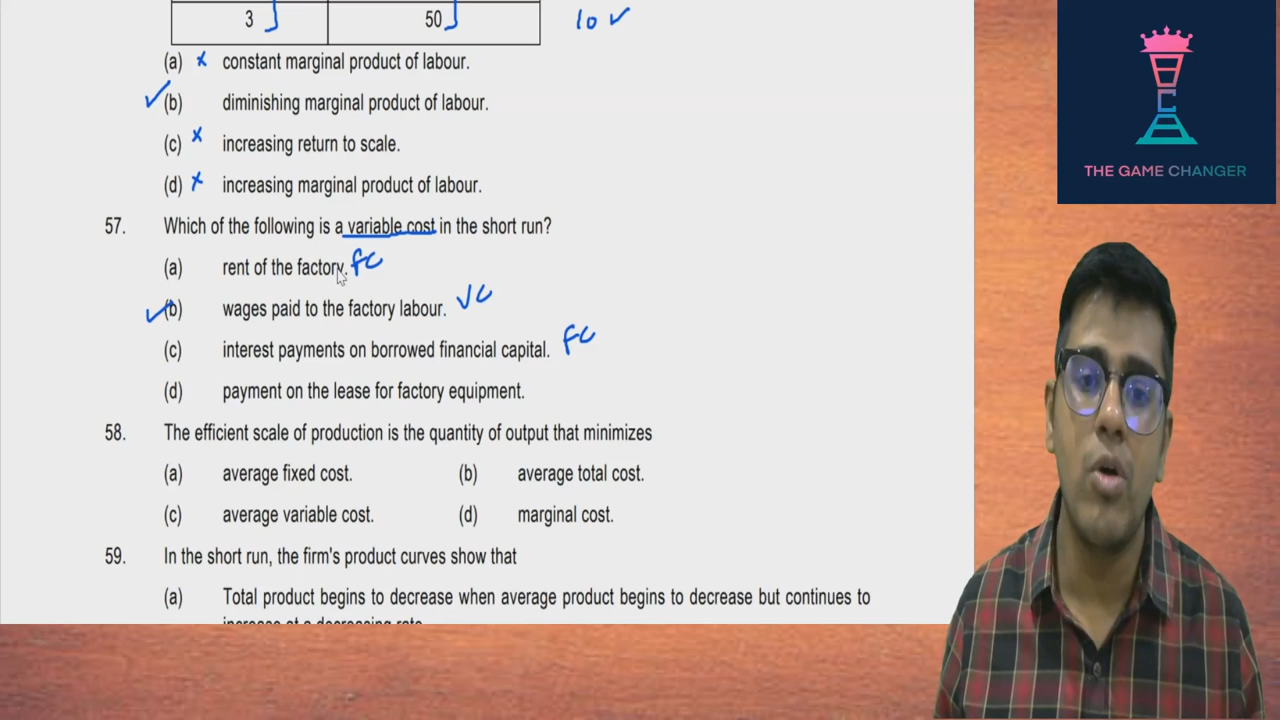 3 50 10 ✓
(a) x constant marginal product of labour.
✓ (b) diminishing marginal product of labour.
(c) x increasing return to scale.
(d) x increasing marginal product of labour.
57. Which of the following is a variable cost in the short run?
(a) rent of the factory. FC
✓ (b) wages paid to the factory labour. VC
(c) interest payments on borrowed financial capital. FC
(d) payment on the lease for factory equipment.
58. The efficient scale of production is the quantity of output that minimizes
(a) average fixed cost. (b) average total cost.
(c) average variable cost. (d) marginal cost.
59. In the short run, the firm's product curves show that
(a) Total product begins to decrease when average product begins to decrease but continues to
increase at a decreasing rate
THE GAME CHANGER